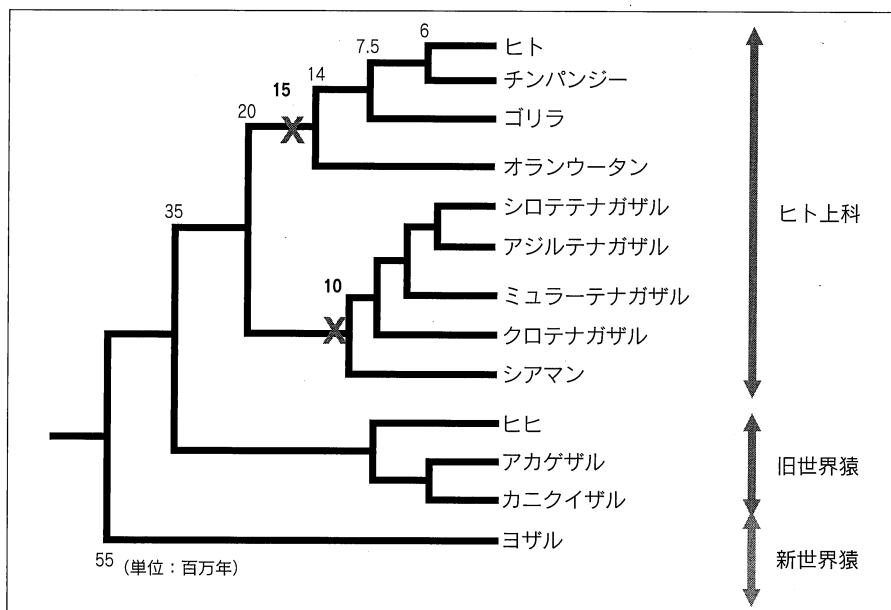 6
ヒト
7.5
チンパンジー
14
15
ゴリラ
20
オランウータン
シロテテナガザル
ヒト上科
35
アジルテナガザル
10
ミュラーテナガザル
クロテナガザル
シアマン
ヒヒ
アカゲザル
旧世界猿
カニクイザル
ヨザル
55 (単位：百万年)
新世界猿